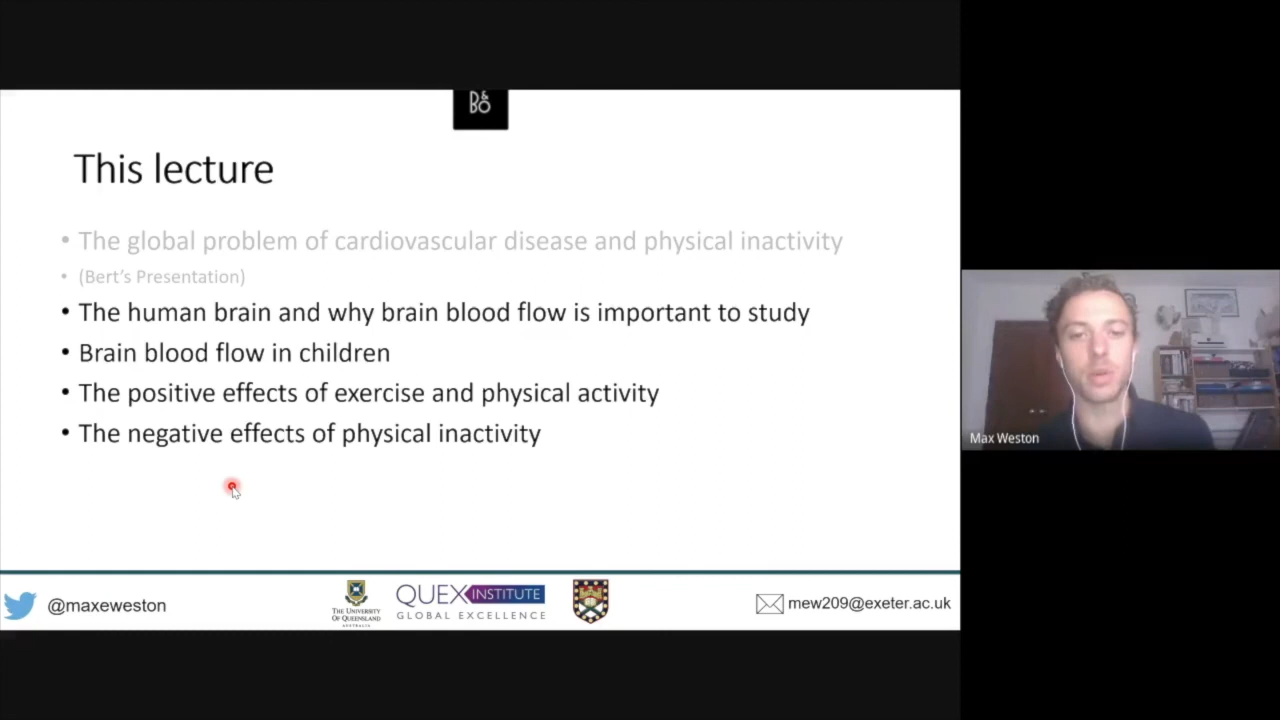 B&
BO
This lecture
• The global problem of cardiovascular disease and physical inactivity
• (Bert's Presentation)
• The human brain and why brain blood flow is important to study
• Brain blood flow in children
• The positive effects of exercise and physical activity
• The negative effects of physical inactivity
Max Weston
@maxeweston
THE UNIVERSITY
OF QUEENSLAND
AUSTRALIA
QUEX INSTITUTE
GLOBAL EXCELLENCE
mew209@exeter.ac.uk